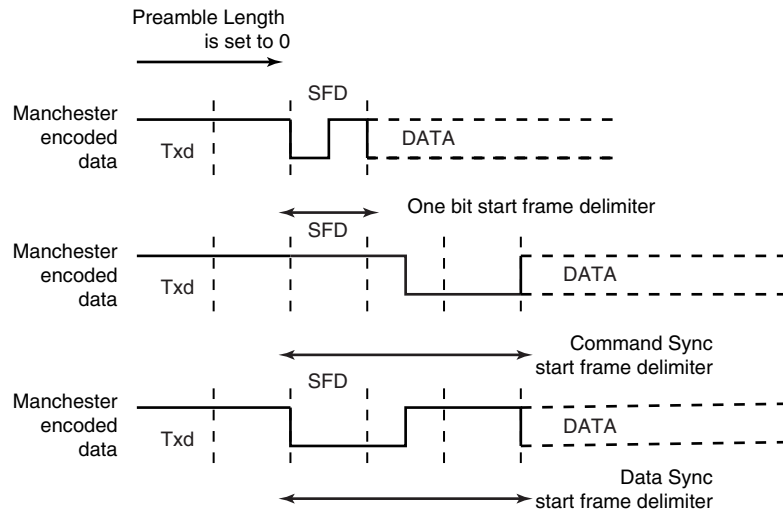 Preamble Length
is set to 0
SFD
Manchester
encoded
data
Txd
DATA
One bit start frame delimiter
SFD
Manchester
encoded
data
Txd
DATA
Command Sync
start frame delimiter
SFD
Manchester
encoded
data
Txd
DATA
Data Sync
start frame delimiter